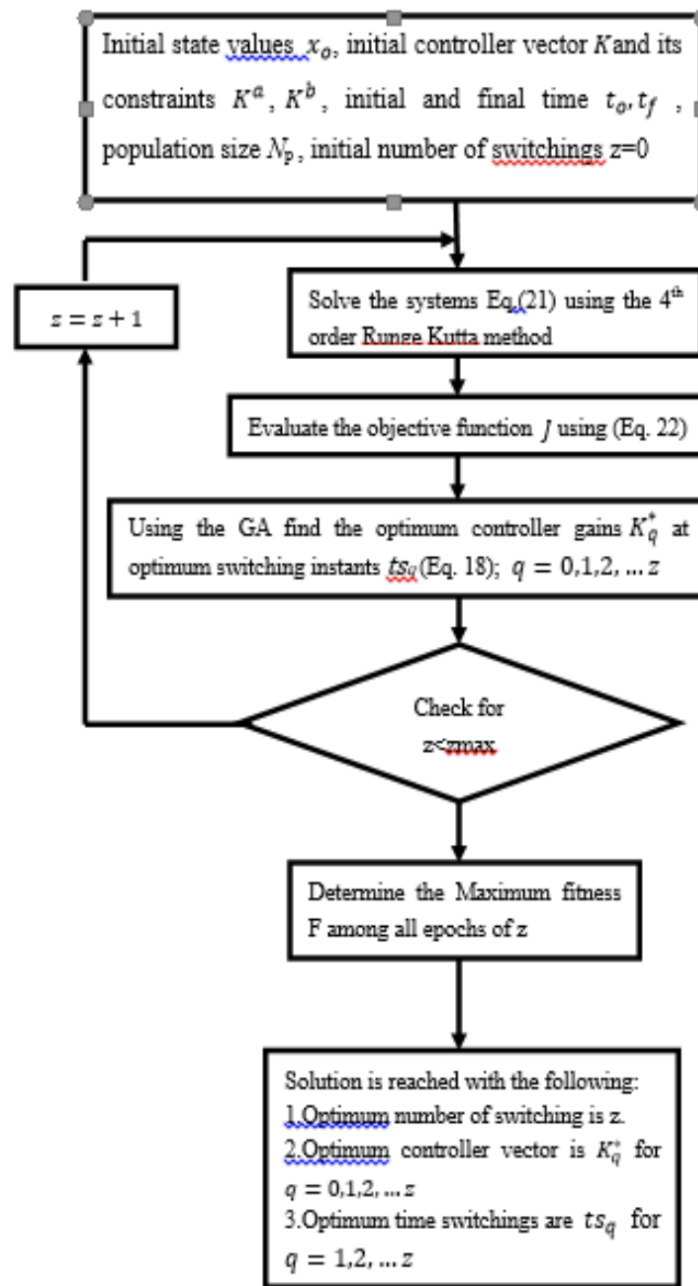 Initial state values x₀, initial controller vector K and its
constraints Kᵃ, Kᵇ, initial and final time t₀, t_f ,
population size Nₚ, initial number of switchings z=0
z = z + 1
Solve the systems Eq.(21) using the 4ᵗʰ
order Runge Kutta method
Evaluate the objective function J using (Eq. 22)
Using the GA find the optimum controller gains K_q^* at
optimum switching instants ts_q (Eq. 18); q = 0,1,2, ... z
Check for
z<zmax
Determine the Maximum fitness
F among all epochs of z
Solution is reached with the following:
1.Optimum number of switching is z.
2.Optimum controller vector is K_q^* for
q = 0,1,2, ... z
3.Optimum time switchings are ts_q for
q = 1,2, ... z